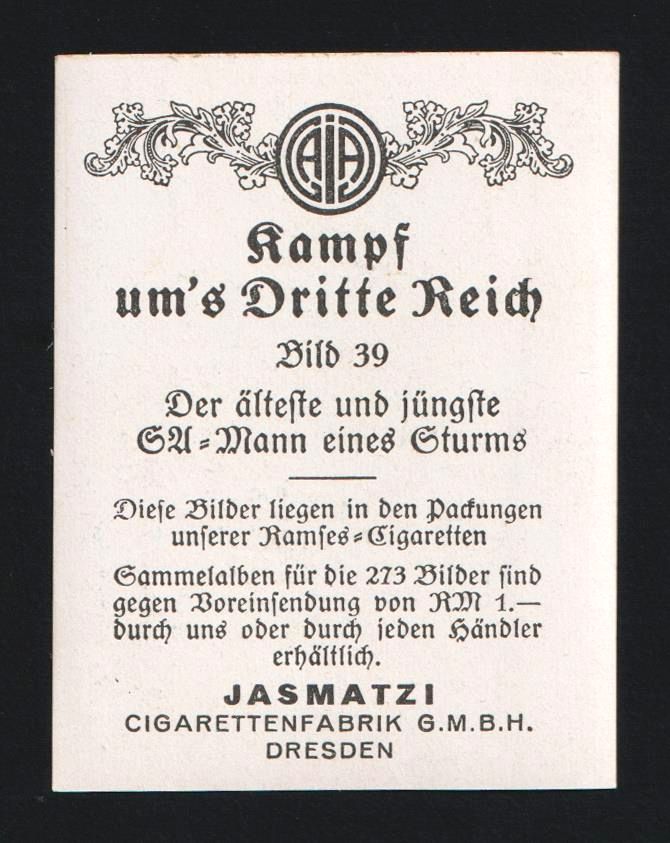 Kampf
um's Dritte Reich
Bild 39
Der älteste und jüngste
SA-Mann eines Sturms
Diese Bilder liegen in den Packungen
unserer Ramses-Cigaretten
Sammelalben für die 273 Bilder sind
gegen Voreinsendung von RM 1.—
durch uns oder durch jeden Händler
erhältlich.
JASMATZI
CIGARETTENFABRIK G.M.B.H.
DRESDEN